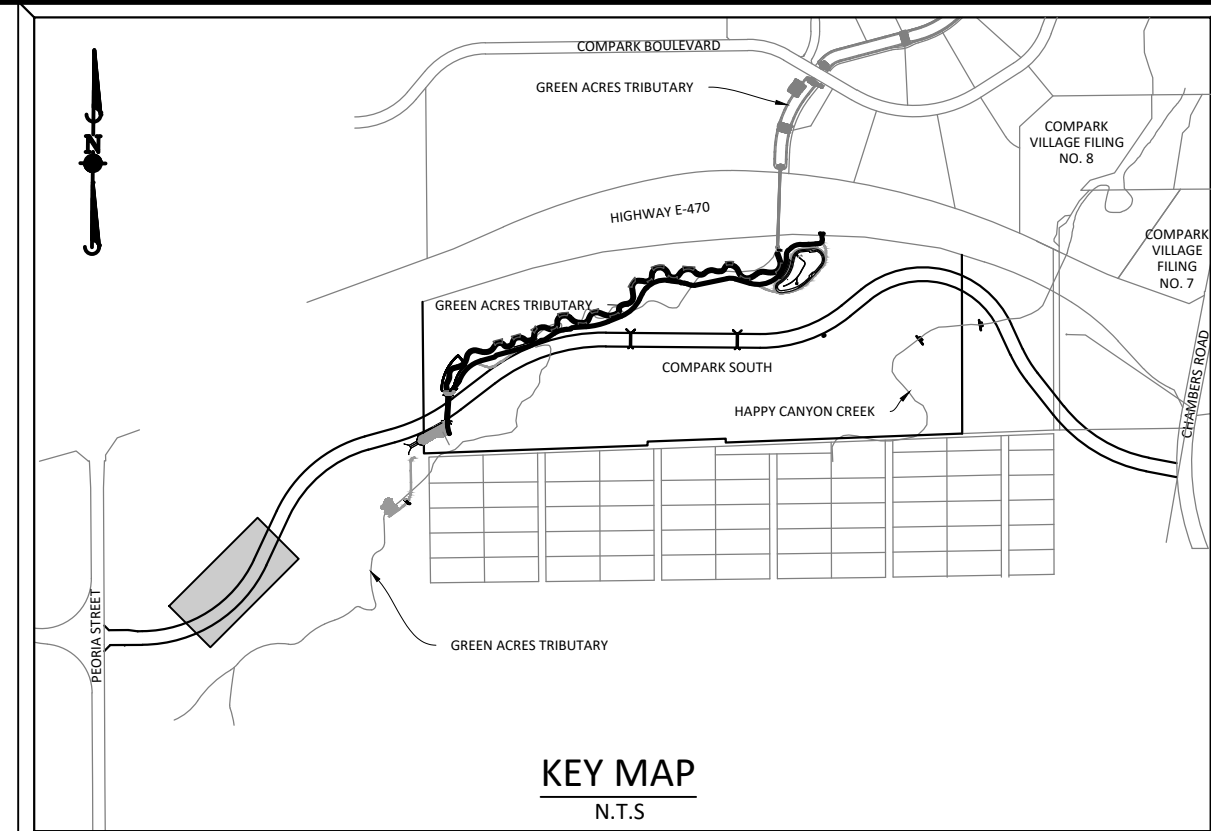 COMPARK BOULEVARD
GREEN ACRES TRIBUTARY
COMPARK
VILLAGE FILING
NO. 8
N
HIGHWAY E-470
COMPARK
VILLAGE
FILING
NO. 7
GREEN ACRES TRIBUTARY
COMPARK SOUTH
HAPPY CANYON CREEK
CHAMBERS ROAD
PEORIA STREET
GREEN ACRES TRIBUTARY
KEY MAP
N.T.S